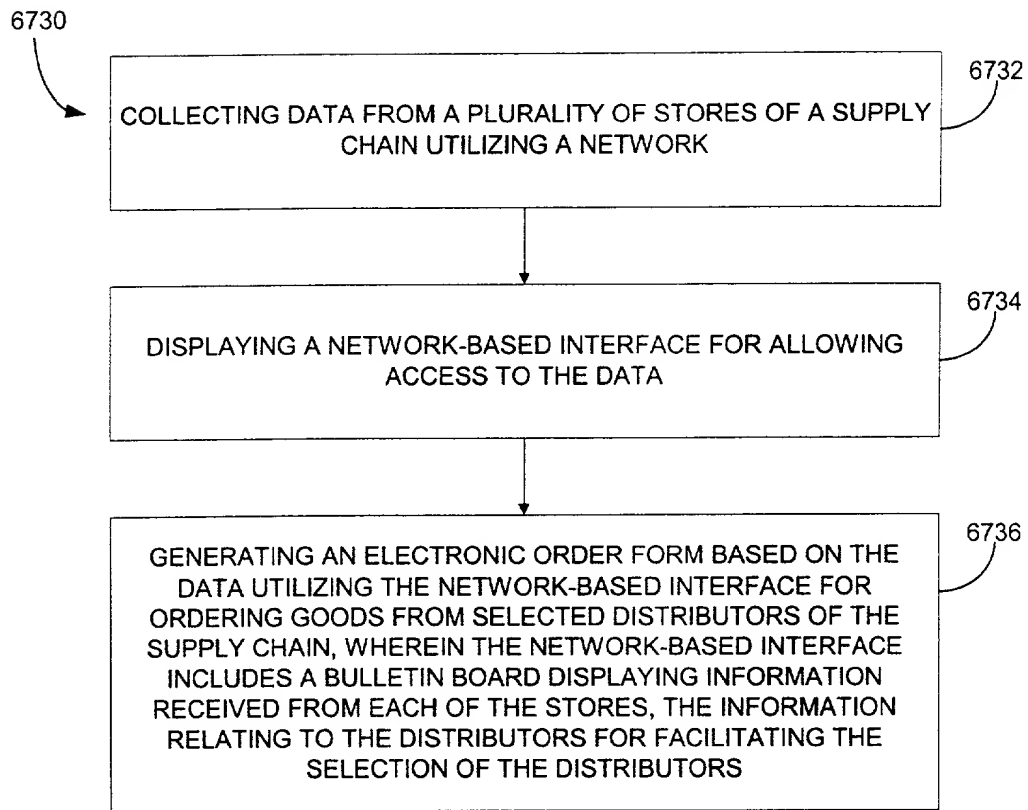 6730
6732
COLLECTING DATA FROM A PLURALITY OF STORES OF A SUPPLY
CHAIN UTILIZING A NETWORK
6734
DISPLAYING A NETWORK-BASED INTERFACE FOR ALLOWING
ACCESS TO THE DATA
6736
GENERATING AN ELECTRONIC ORDER FORM BASED ON THE
DATA UTILIZING THE NETWORK-BASED INTERFACE FOR
ORDERING GOODS FROM SELECTED DISTRIBUTORS OF THE
SUPPLY CHAIN, WHEREIN THE NETWORK-BASED INTERFACE
INCLUDES A BULLETIN BOARD DISPLAYING INFORMATION
RECEIVED FROM EACH OF THE STORES, THE INFORMATION
RELATING TO THE DISTRIBUTORS FOR FACILITATING THE
SELECTION OF THE DISTRIBUTORS